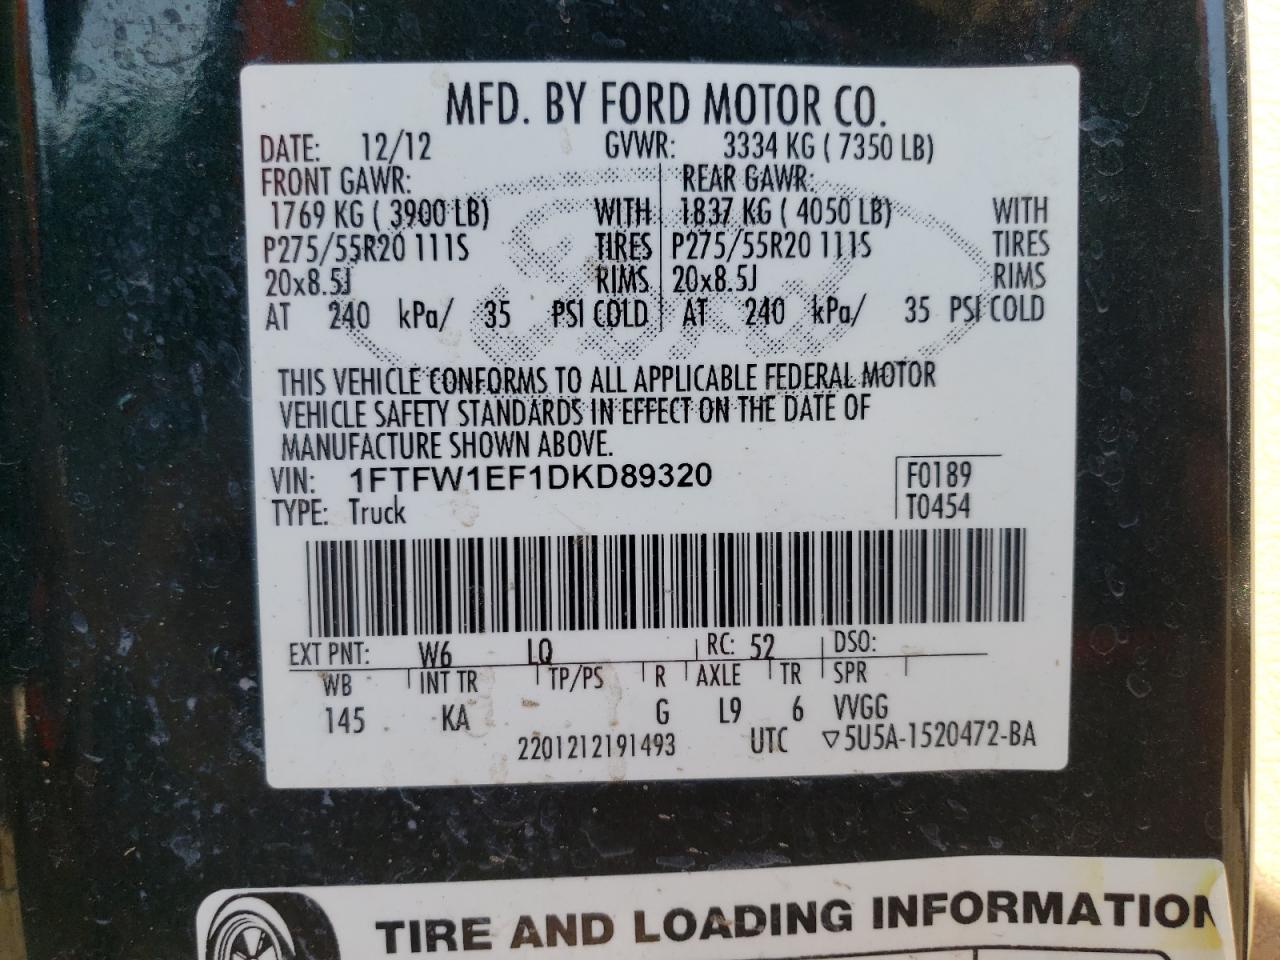 MFD. BY FORD MOTOR CO.
DATE: 12/12 GVWR: 3334 KG ( 7350 LB)
FRONT GAWR: REAR GAWR:
1769 KG ( 3900 LB) WITH 1837 KG ( 4050 LB) WITH
P275/55R20 111S TIRES P275/55R20 111S TIRES
20x8.5J RIMS 20x8.5J RIMS
AT 240 kPa/ 35 PSI COLD AT 240 kPa/ 35 PSI COLD
THIS VEHICLE CONFORMS TO ALL APPLICABLE FEDERAL MOTOR
VEHICLE SAFETY STANDARDS IN EFFECT ON THE DATE OF
MANUFACTURE SHOWN ABOVE.
VIN: 1FTFW1EF1DKD89320 F0189
TYPE: Truck T0454
EXT PNT: W6 LQ RC: 52 DSO:
WB INT TR TP/PS R AXLE TR SPR
145 KA G L9 6 VVGG
2201212191493 UTC ▽5U5A-1520472-BA
TIRE AND LOADING INFORMATION